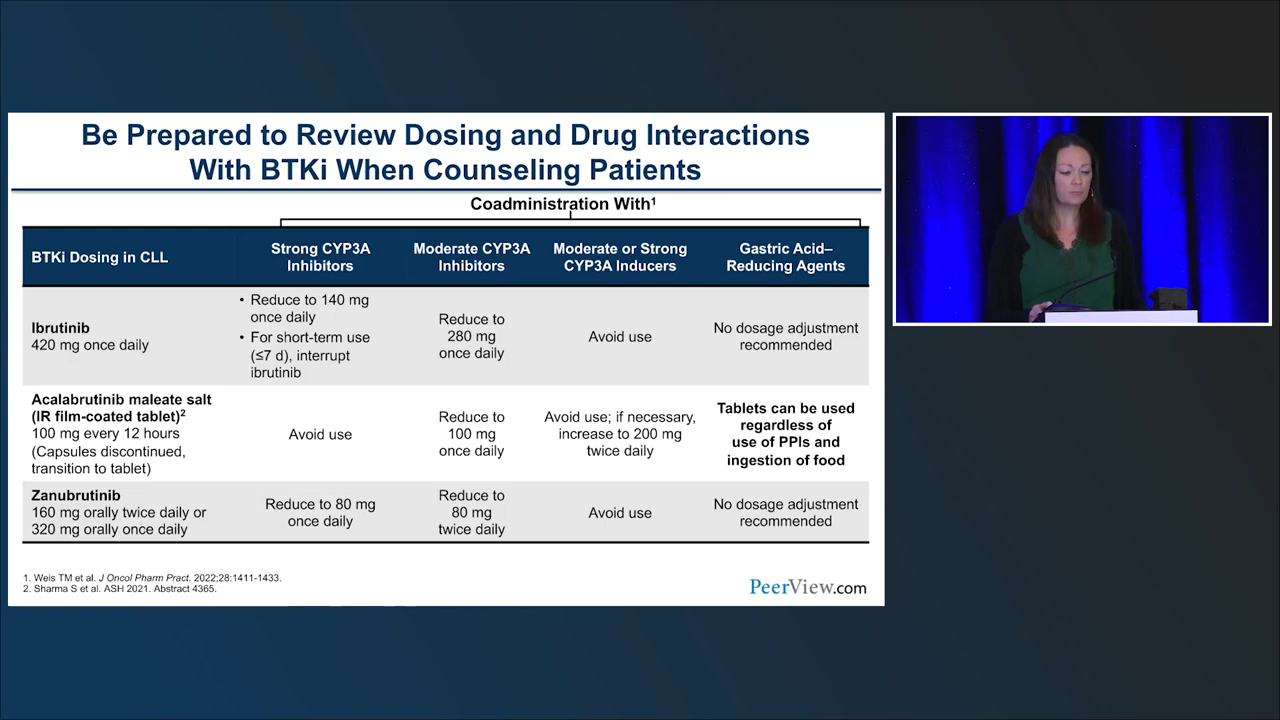 Be Prepared to Review Dosing and Drug Interactions
With BTKi When Counseling Patients
Coadministration With1
BTKi Dosing in CLL
Strong CYP3A
Inhibitors
Moderate CYP3A
Inhibitors
Moderate or Strong
CYP3A Inducers
Gastric Acid–
Reducing Agents
Ibrutinib
420 mg once daily
• Reduce to 140 mg
once daily
• For short-term use
(≤7 d), interrupt
ibrutinib
Reduce to
280 mg
once daily
Avoid use
No dosage adjustment
recommended
Acalabrutinib maleate salt
(IR film-coated tablet)2
100 mg every 12 hours
(Capsules discontinued,
transition to tablet)
Avoid use
Reduce to
100 mg
once daily
Avoid use; if necessary,
increase to 200 mg
twice daily
Tablets can be used
regardless of
use of PPIs and
ingestion of food
Zanubrutinib
160 mg orally twice daily or
320 mg orally once daily
Reduce to 80 mg
once daily
Reduce to
80 mg
twice daily
Avoid use
No dosage adjustment
recommended
1. Weis TM et al. J Oncol Pharm Pract. 2022;28:1411-1433.
2. Sharma S et al. ASH 2021. Abstract 4365.
PeerView.com